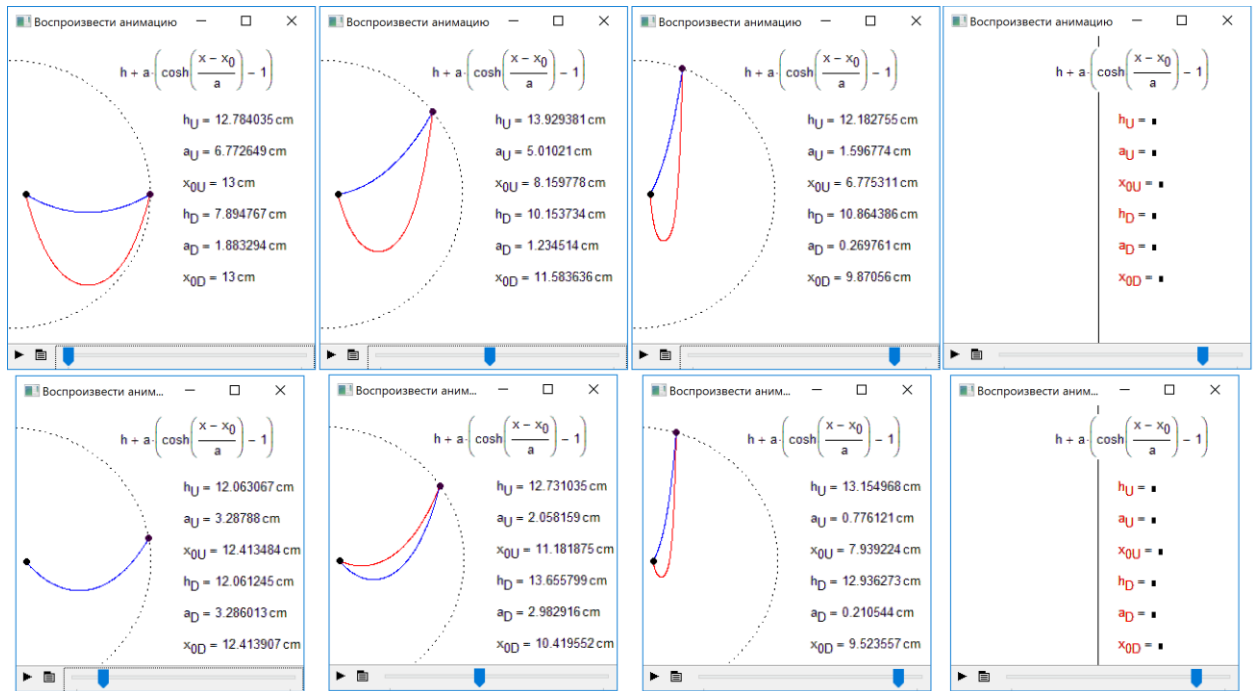 Воспроизвести анимацию
h + a·(cosh((x − x0)/a) − 1)
hU = 12.784035 cm
aU = 6.772649 cm
x0U = 13 cm
hD = 7.894767 cm
aD = 1.883294 cm
x0D = 13 cm
Воспроизвести анимацию
h + a·(cosh((x − x0)/a) − 1)
hU = 13.929381 cm
aU = 5.01021 cm
x0U = 8.159778 cm
hD = 10.153734 cm
aD = 1.234514 cm
x0D = 11.583636 cm
Воспроизвести анимацию
h + a·(cosh((x − x0)/a) − 1)
hU = 12.182755 cm
aU = 1.596774 cm
x0U = 6.775311 cm
hD = 10.864386 cm
aD = 0.269761 cm
x0D = 9.87056 cm
Воспроизвести анимацию
h + a·(cosh((x − x0)/a) − 1)
hU = ▪
aU = ▪
x0U = ▪
hD = ▪
aD = ▪
x0D = ▪
Воспроизвести аним...
h + a·(cosh((x − x0)/a) − 1)
hU = 12.063067 cm
aU = 3.28788 cm
x0U = 12.413484 cm
hD = 12.061245 cm
aD = 3.286013 cm
x0D = 12.413907 cm
Воспроизвести аним...
h + a·(cosh((x − x0)/a) − 1)
hU = 12.731035 cm
aU = 2.058159 cm
x0U = 11.181875 cm
hD = 13.655799 cm
aD = 2.982916 cm
x0D = 10.419552 cm
Воспроизвести аним...
h + a·(cosh((x − x0)/a) − 1)
hU = 13.154968 cm
aU = 0.776121 cm
x0U = 7.939224 cm
hD = 12.936273 cm
aD = 0.210544 cm
x0D = 9.523557 cm
Воспроизвести аним...
h + a·(cosh((x − x0)/a) − 1)
hU = ▪
aU = ▪
x0U = ▪
hD = ▪
aD = ▪
x0D = ▪